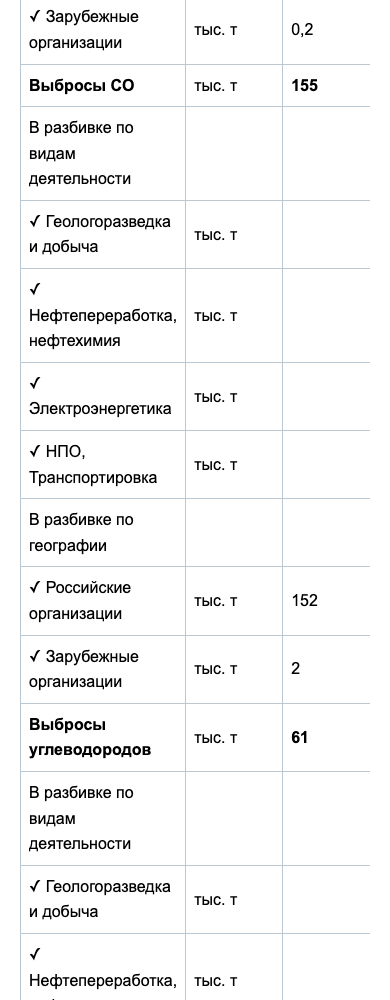 ✓ Зарубежные
организации
тыс. т
0,2
Выбросы CO
тыс. т
155
В разбивке по
видам
деятельности
✓ Геологоразведка
и добыча
тыс. т
✓
Нефтепереработка,
нефтехимия
тыс. т
✓
Электроэнергетика
тыс. т
✓ НПО,
Транспортировка
тыс. т
В разбивке по
географии
✓ Российские
организации
тыс. т
152
✓ Зарубежные
организации
тыс. т
2
Выбросы
углеводородов
тыс. т
61
В разбивке по
видам
деятельности
✓ Геологоразведка
и добыча
тыс. т
✓
Нефтепереработка,
тыс. т